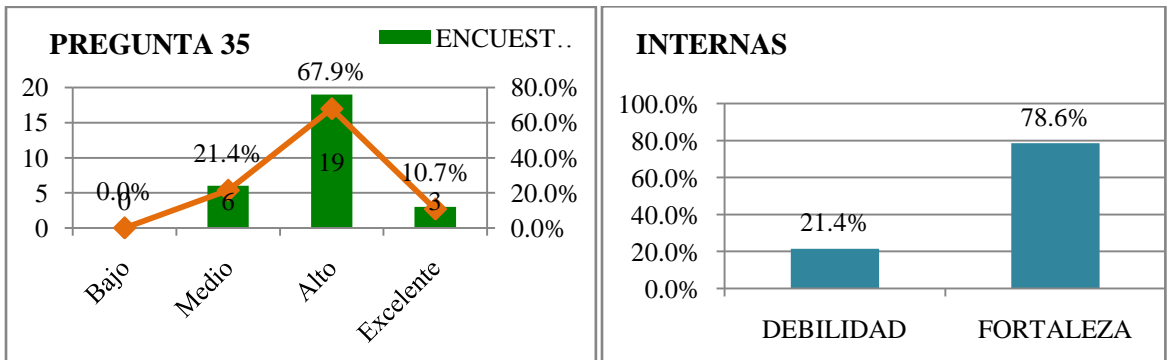 PREGUNTA 35
ENCUEST..
67.9%
20 80.0%
15 60.0%
21.4%
10 19 40.0%
10.7%
5 0.0% 20.0%
0 6 3
0 0.0%
Bajo Medio Alto Excelente
INTERNAS
100.0%
78.6%
80.0%
60.0%
40.0%
21.4%
20.0%
0.0%
DEBILIDAD FORTALEZA